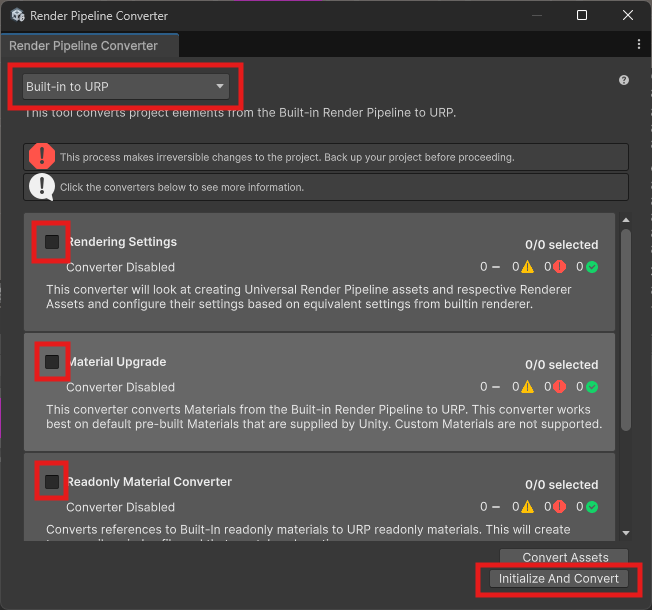 Render Pipeline Converter
Render Pipeline Converter
Built-in to URP
This tool converts project elements from the Built-in Render Pipeline to URP.
This process makes irreversible changes to the project. Back up your project before proceeding.
Click the converters below to see more information.
Rendering Settings
0/0 selected
Converter Disabled
0 – 0 0 0
This converter will look at creating Universal Render Pipeline assets and respective Renderer
Assets and configure their settings based on equivalent settings from builtin renderer.
Material Upgrade
0/0 selected
Converter Disabled
0 – 0 0 0
This converter converts Materials from the Built-in Render Pipeline to URP. This converter works
best on default pre-built Materials that are supplied by Unity. Custom Materials are not supported.
Readonly Material Converter
0/0 selected
Converter Disabled
0 – 0 0 0
Converts references to Built-In readonly materials to URP readonly materials. This will create
Convert Assets
Initialize And Convert